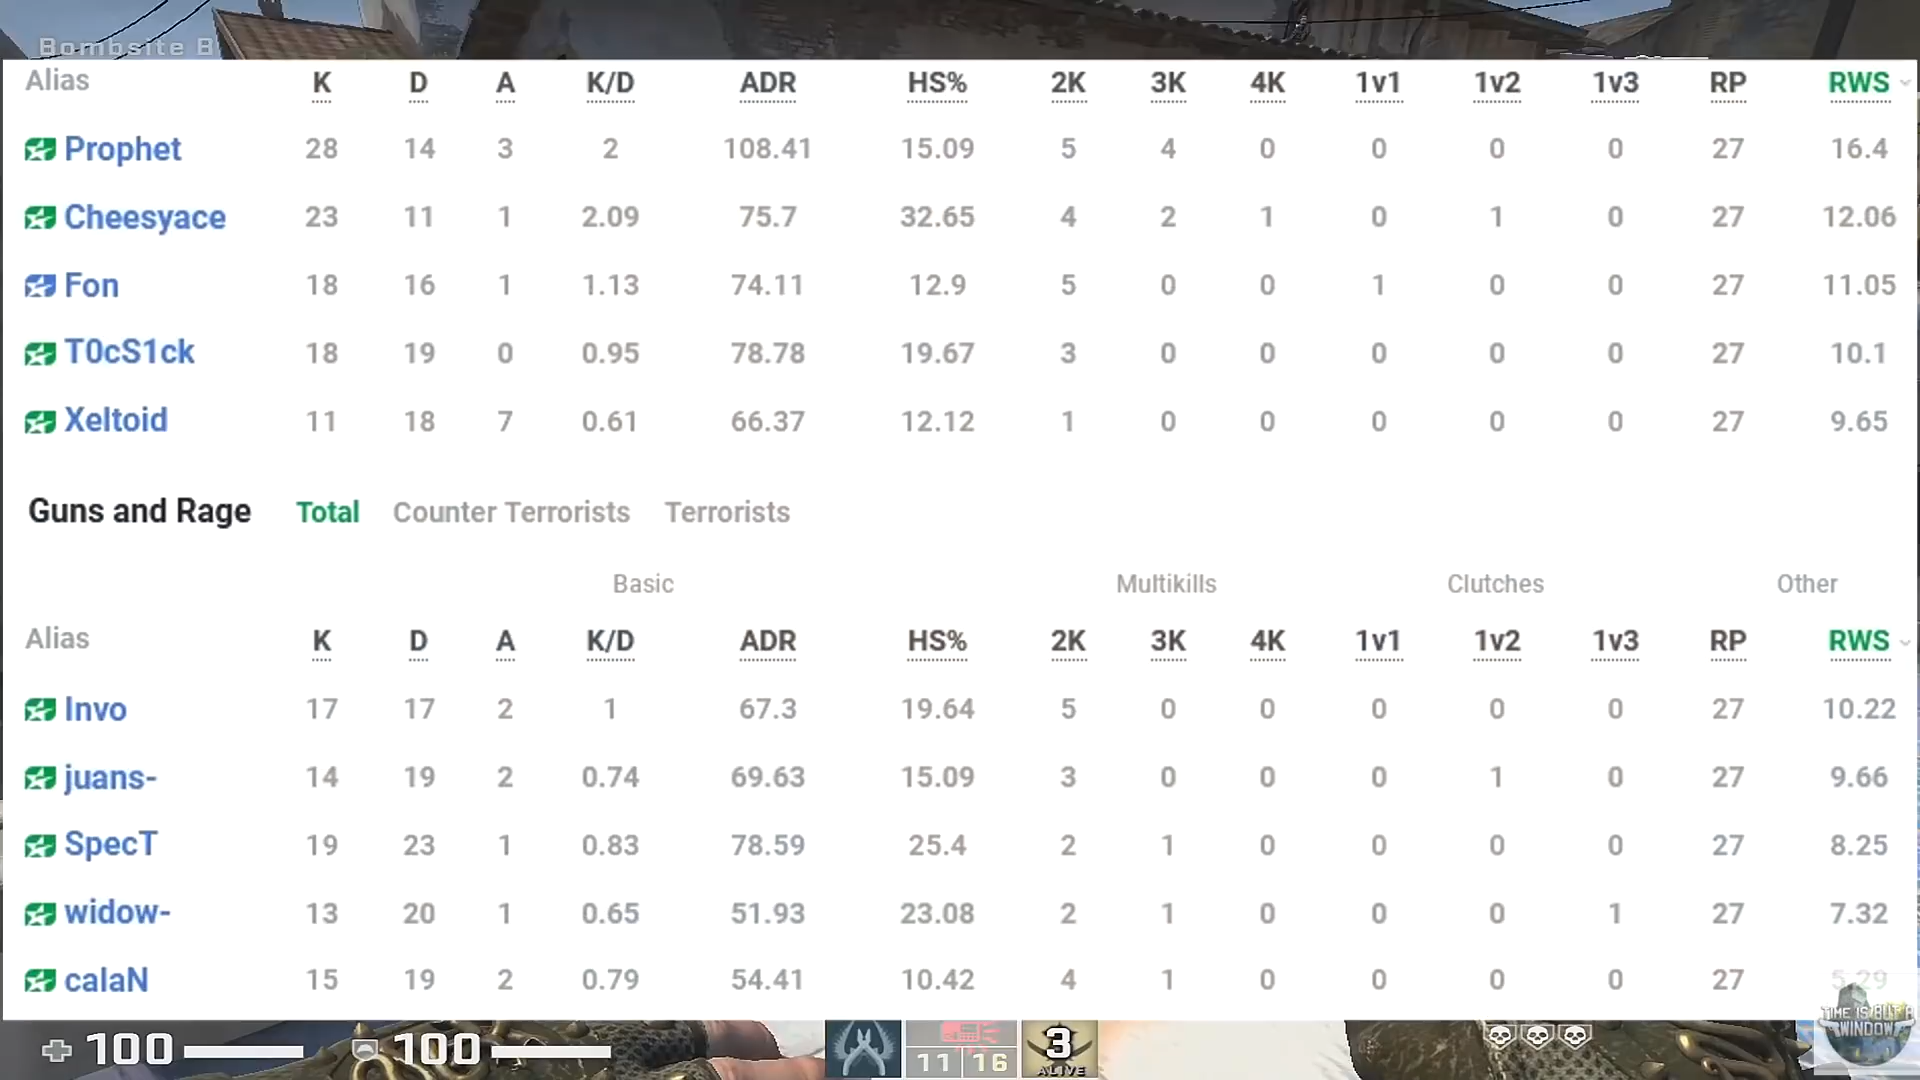 Bombsite B
Alias K D A K/D ADR HS% 2K 3K 4K 1v1 1v2 1v3 RP RWS
Prophet 28 14 3 2 108.41 15.09 5 4 0 0 0 0 27 16.4
Cheesyace 23 11 1 2.09 75.7 32.65 4 2 1 0 1 0 27 12.06
Fon 18 16 1 1.13 74.11 12.9 5 0 0 1 0 0 27 11.05
T0cS1ck 18 19 0 0.95 78.78 19.67 3 0 0 0 0 0 27 10.1
Xeltoid 11 18 7 0.61 66.37 12.12 1 0 0 0 0 0 27 9.65
Guns and Rage Total Counter Terrorists Terrorists
Basic Multikills Clutches Other
Alias K D A K/D ADR HS% 2K 3K 4K 1v1 1v2 1v3 RP RWS
Invo 17 17 2 1 67.3 19.64 5 0 0 0 0 0 27 10.22
juans- 14 19 2 0.74 69.63 15.09 3 0 0 0 1 0 27 9.66
SpecT 19 23 1 0.83 78.59 25.4 2 1 0 0 0 0 27 8.25
widow- 13 20 1 0.65 51.93 23.08 2 1 0 0 0 1 27 7.32
calaN 15 19 2 0.79 54.41 10.42 4 1 0 0 0 0 27 5.29
TIME IS BUT A
WINDOW
100 100 11 16 3
ALIVE